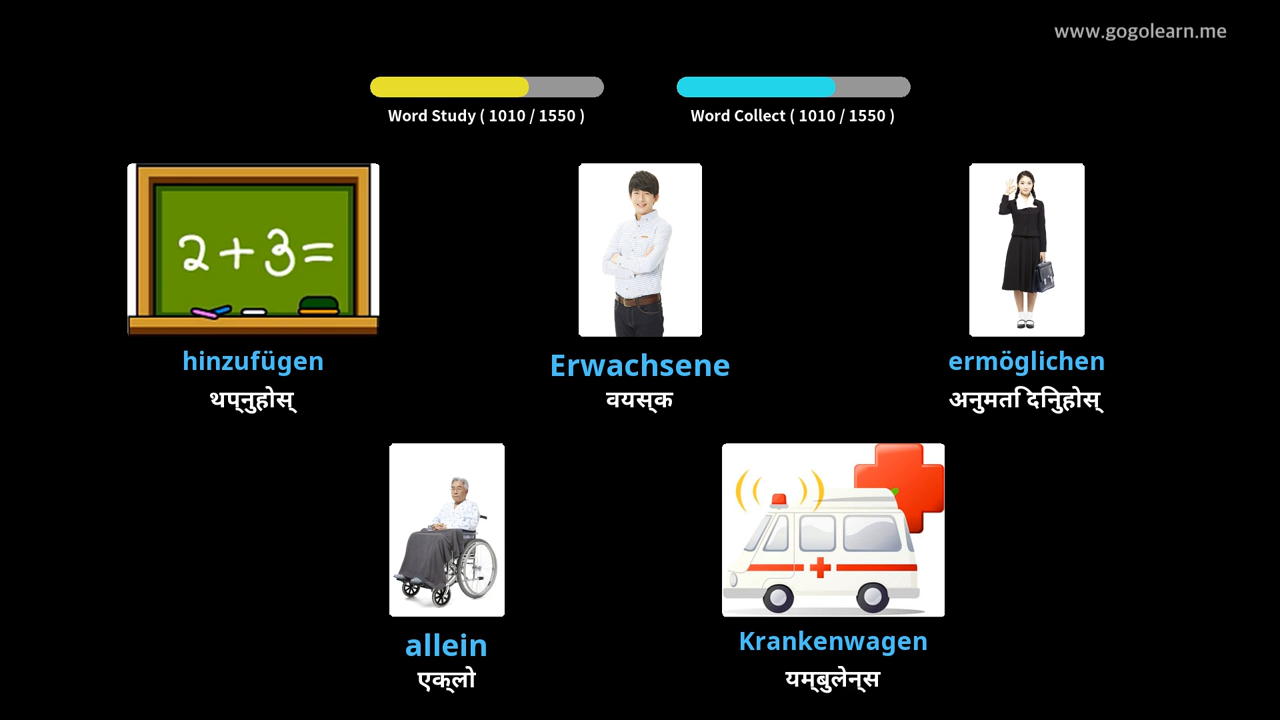 www.gogolearn.me
Word Study ( 1010 / 1550 )
Word Collect ( 1010 / 1550 )
2+3=
hinzufügen
थप्नुहोस्
Erwachsene
वयस्क
ermöglichen
अनुमति दिनुहोस्
allein
एक्लो
Krankenwagen
यम्बुलेन्स